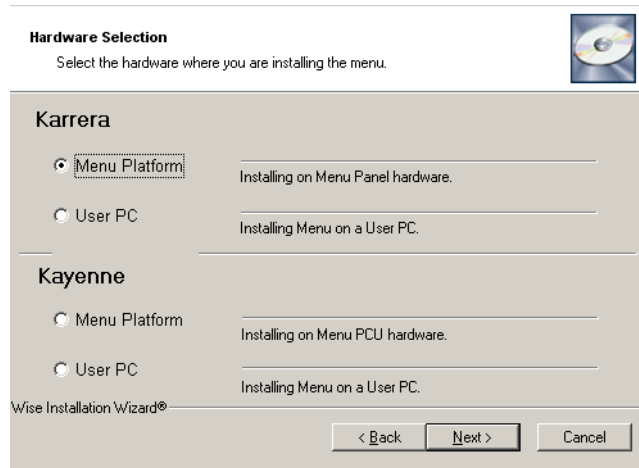 Hardware Selection
Select the hardware where you are installing the menu.
Karrera
Menu Platform
Installing on Menu Panel hardware.
User PC
Installing Menu on a User PC.
Kayenne
Menu Platform
Installing on Menu PCU hardware.
User PC
Installing Menu on a User PC.
Wise Installation Wizard®
< Back Next > Cancel